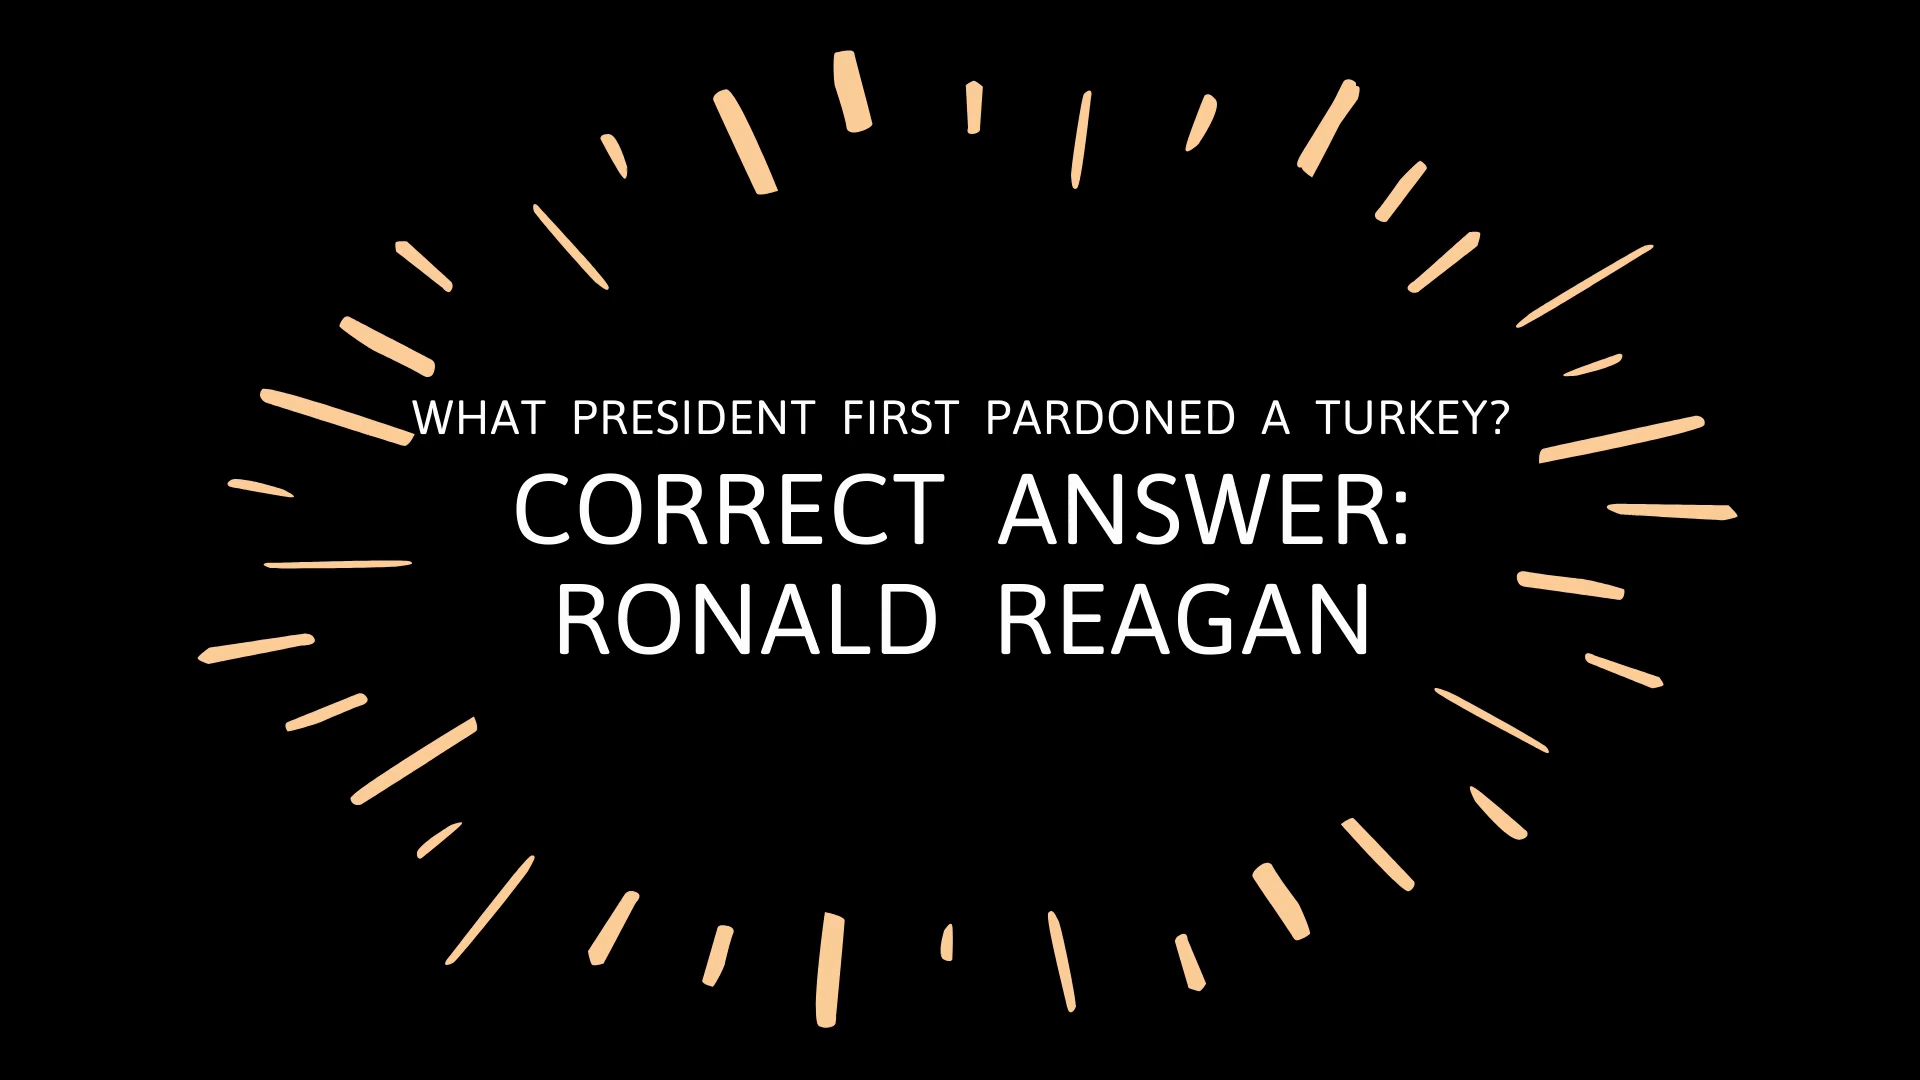 WHAT PRESIDENT FIRST PARDONED A TURKEY?
CORRECT ANSWER:
RONALD REAGAN